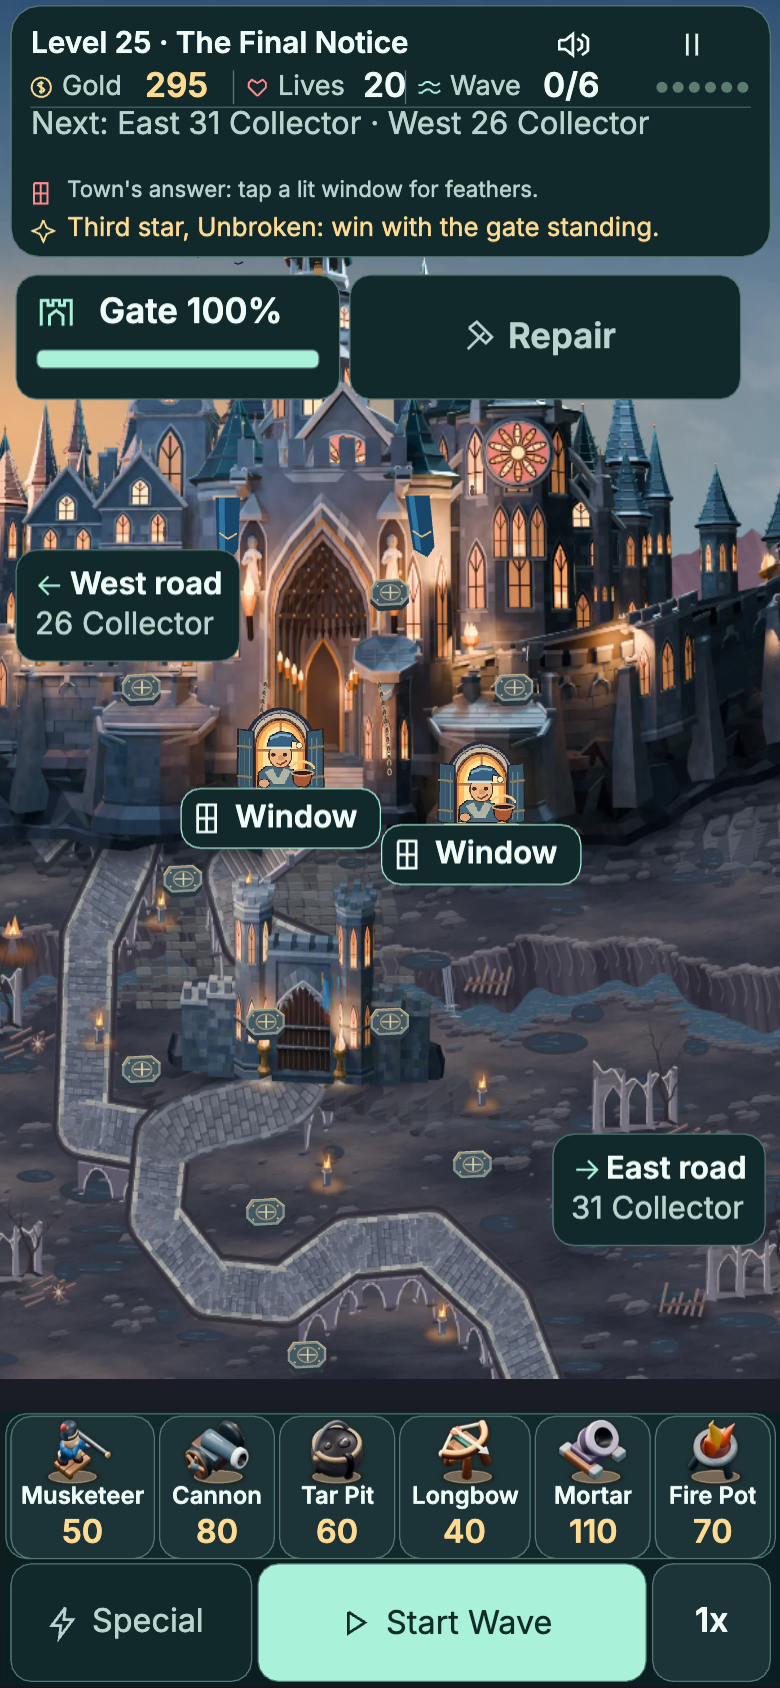 Level 25 · The Final Notice
Gold 295 Lives 20 Wave 0/6
Next: East 31 Collector · West 26 Collector
Town's answer: tap a lit window for feathers.
Third star, Unbroken: win with the gate standing.
Gate 100%
Repair
← West road
26 Collector
Window
Window
→ East road
31 Collector
Musketeer Cannon Tar Pit Longbow Mortar Fire Pot
50 80 60 40 110 70
Special
Start Wave
1x